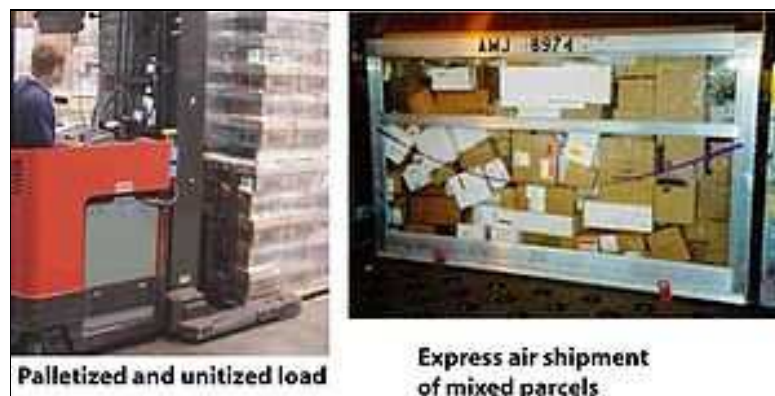 AMJ 8974
Palletized and unitized load
Express air shipment
of mixed parcels